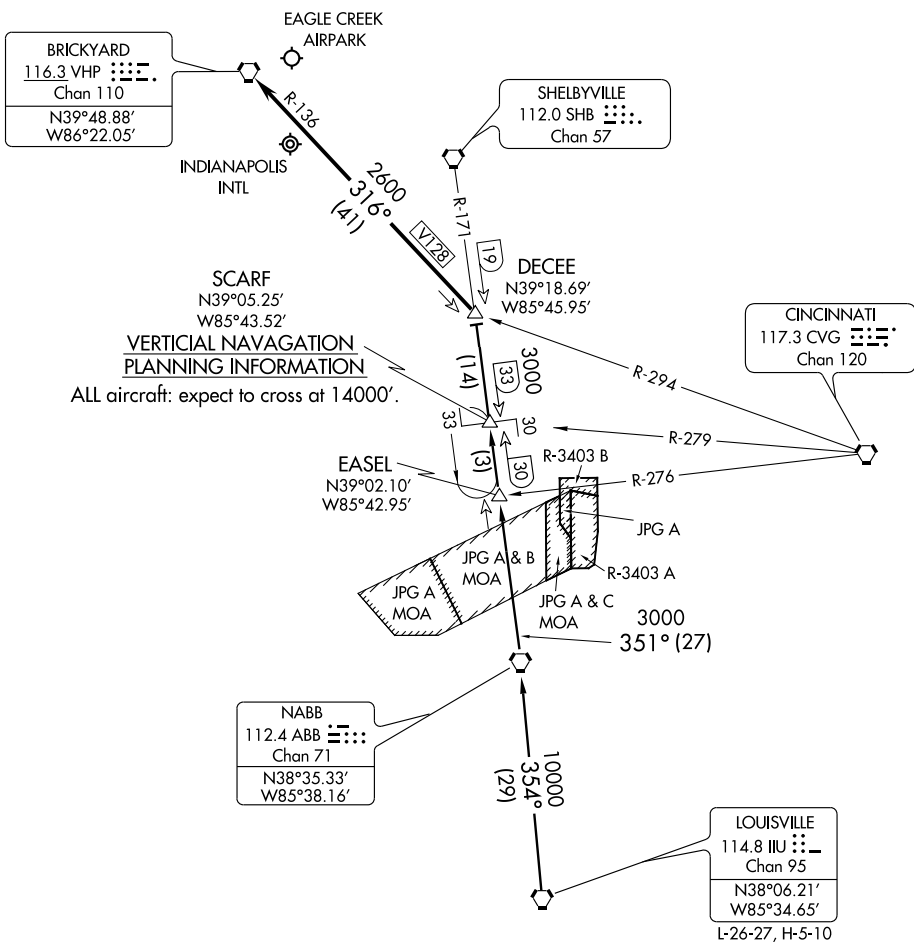 EAGLE CREEK
AIRPARK
BRICKYARD
116.3 VHP
Chan 110
N39°48.88'
W86°22.05'
R-136
INDIANAPOLIS
INTL
SHELBYVILLE
112.0 SHB
Chan 57
2600
316°
(41)
V128
R-171
19
DECEE
N39°18.69'
W85°45.95'
SCARF
N39°05.25'
W85°43.52'
VERTICIAL NAVAGATION
PLANNING INFORMATION
ALL aircraft: expect to cross at 14000'.
CINCINNATI
117.3 CVG
Chan 120
3000
(14)
33
R-294
33
30
R-279
(3)
30
R-276
EASEL
N39°02.10'
W85°42.95'
R-3403 B
JPG A
R-3403 A
JPG A & B
MOA
JPG A
MOA
JPG A & C
MOA
3000
351° (27)
NABB
112.4 ABB
Chan 71
N38°35.33'
W85°38.16'
10000
354°
(29)
LOUISVILLE
114.8 IIU
Chan 95
N38°06.21'
W85°34.65'
L-26-27, H-5-10